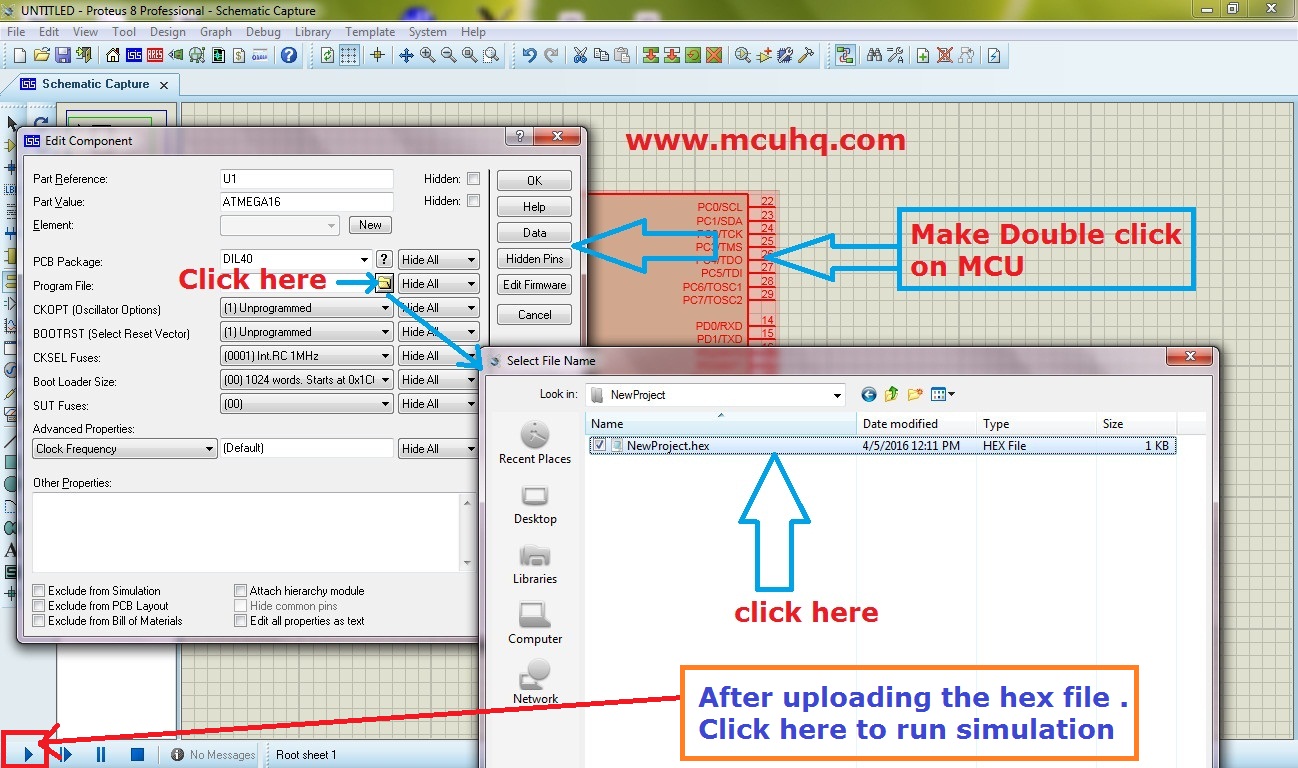 UNTITLED - Proteus 8 Professional - Schematic Capture
File Edit View Tool Design Graph Debug Library Template System Help
Schematic Capture
Edit Component
www.mcuhq.com
Part Reference: U1 Hidden: OK
Part Value: ATMEGA16 Hidden: Help
Element: New Data
PCB Package: DIL40 ? Hide All Hidden Pins
Click here
Program File: Hide All Edit Firmware
CKOPT (Oscillator Options) (1) Unprogrammed Hide All Cancel
BOOTRST (Select Reset Vector) (1) Unprogrammed Hide All
CKSEL Fuses: (0001) Int.RC 1MHz Hide All
Boot Loader Size: (00) 1024 words. Starts at 0x1C Hide All
SUT Fuses: (00) Hide All
Advanced Properties:
Clock Frequency (Default) Hide All
Other Properties:
Exclude from Simulation Attach hierarchy module
Exclude from PCB Layout Hide common pins
Exclude from Bill of Materials Edit all properties as text
PC0/SCL 22
PC1/SDA 23
PC2/TCK 24
PC3/TMS 25
PC4/TDO 26
PC5/TDI 27
PC6/TOSC1 28
PC7/TOSC2 29
PD0/RXD 14
PD1/TXD 15
Make Double click
on MCU
Select File Name
Look in: NewProject
Name Date modified Type Size
NewProject.hex 4/5/2016 12:11 PM HEX File 1 KB
Recent Places
Desktop
Libraries
Computer
Network
click here
After uploading the hex file .
Click here to run simulation
No Messages Root sheet 1